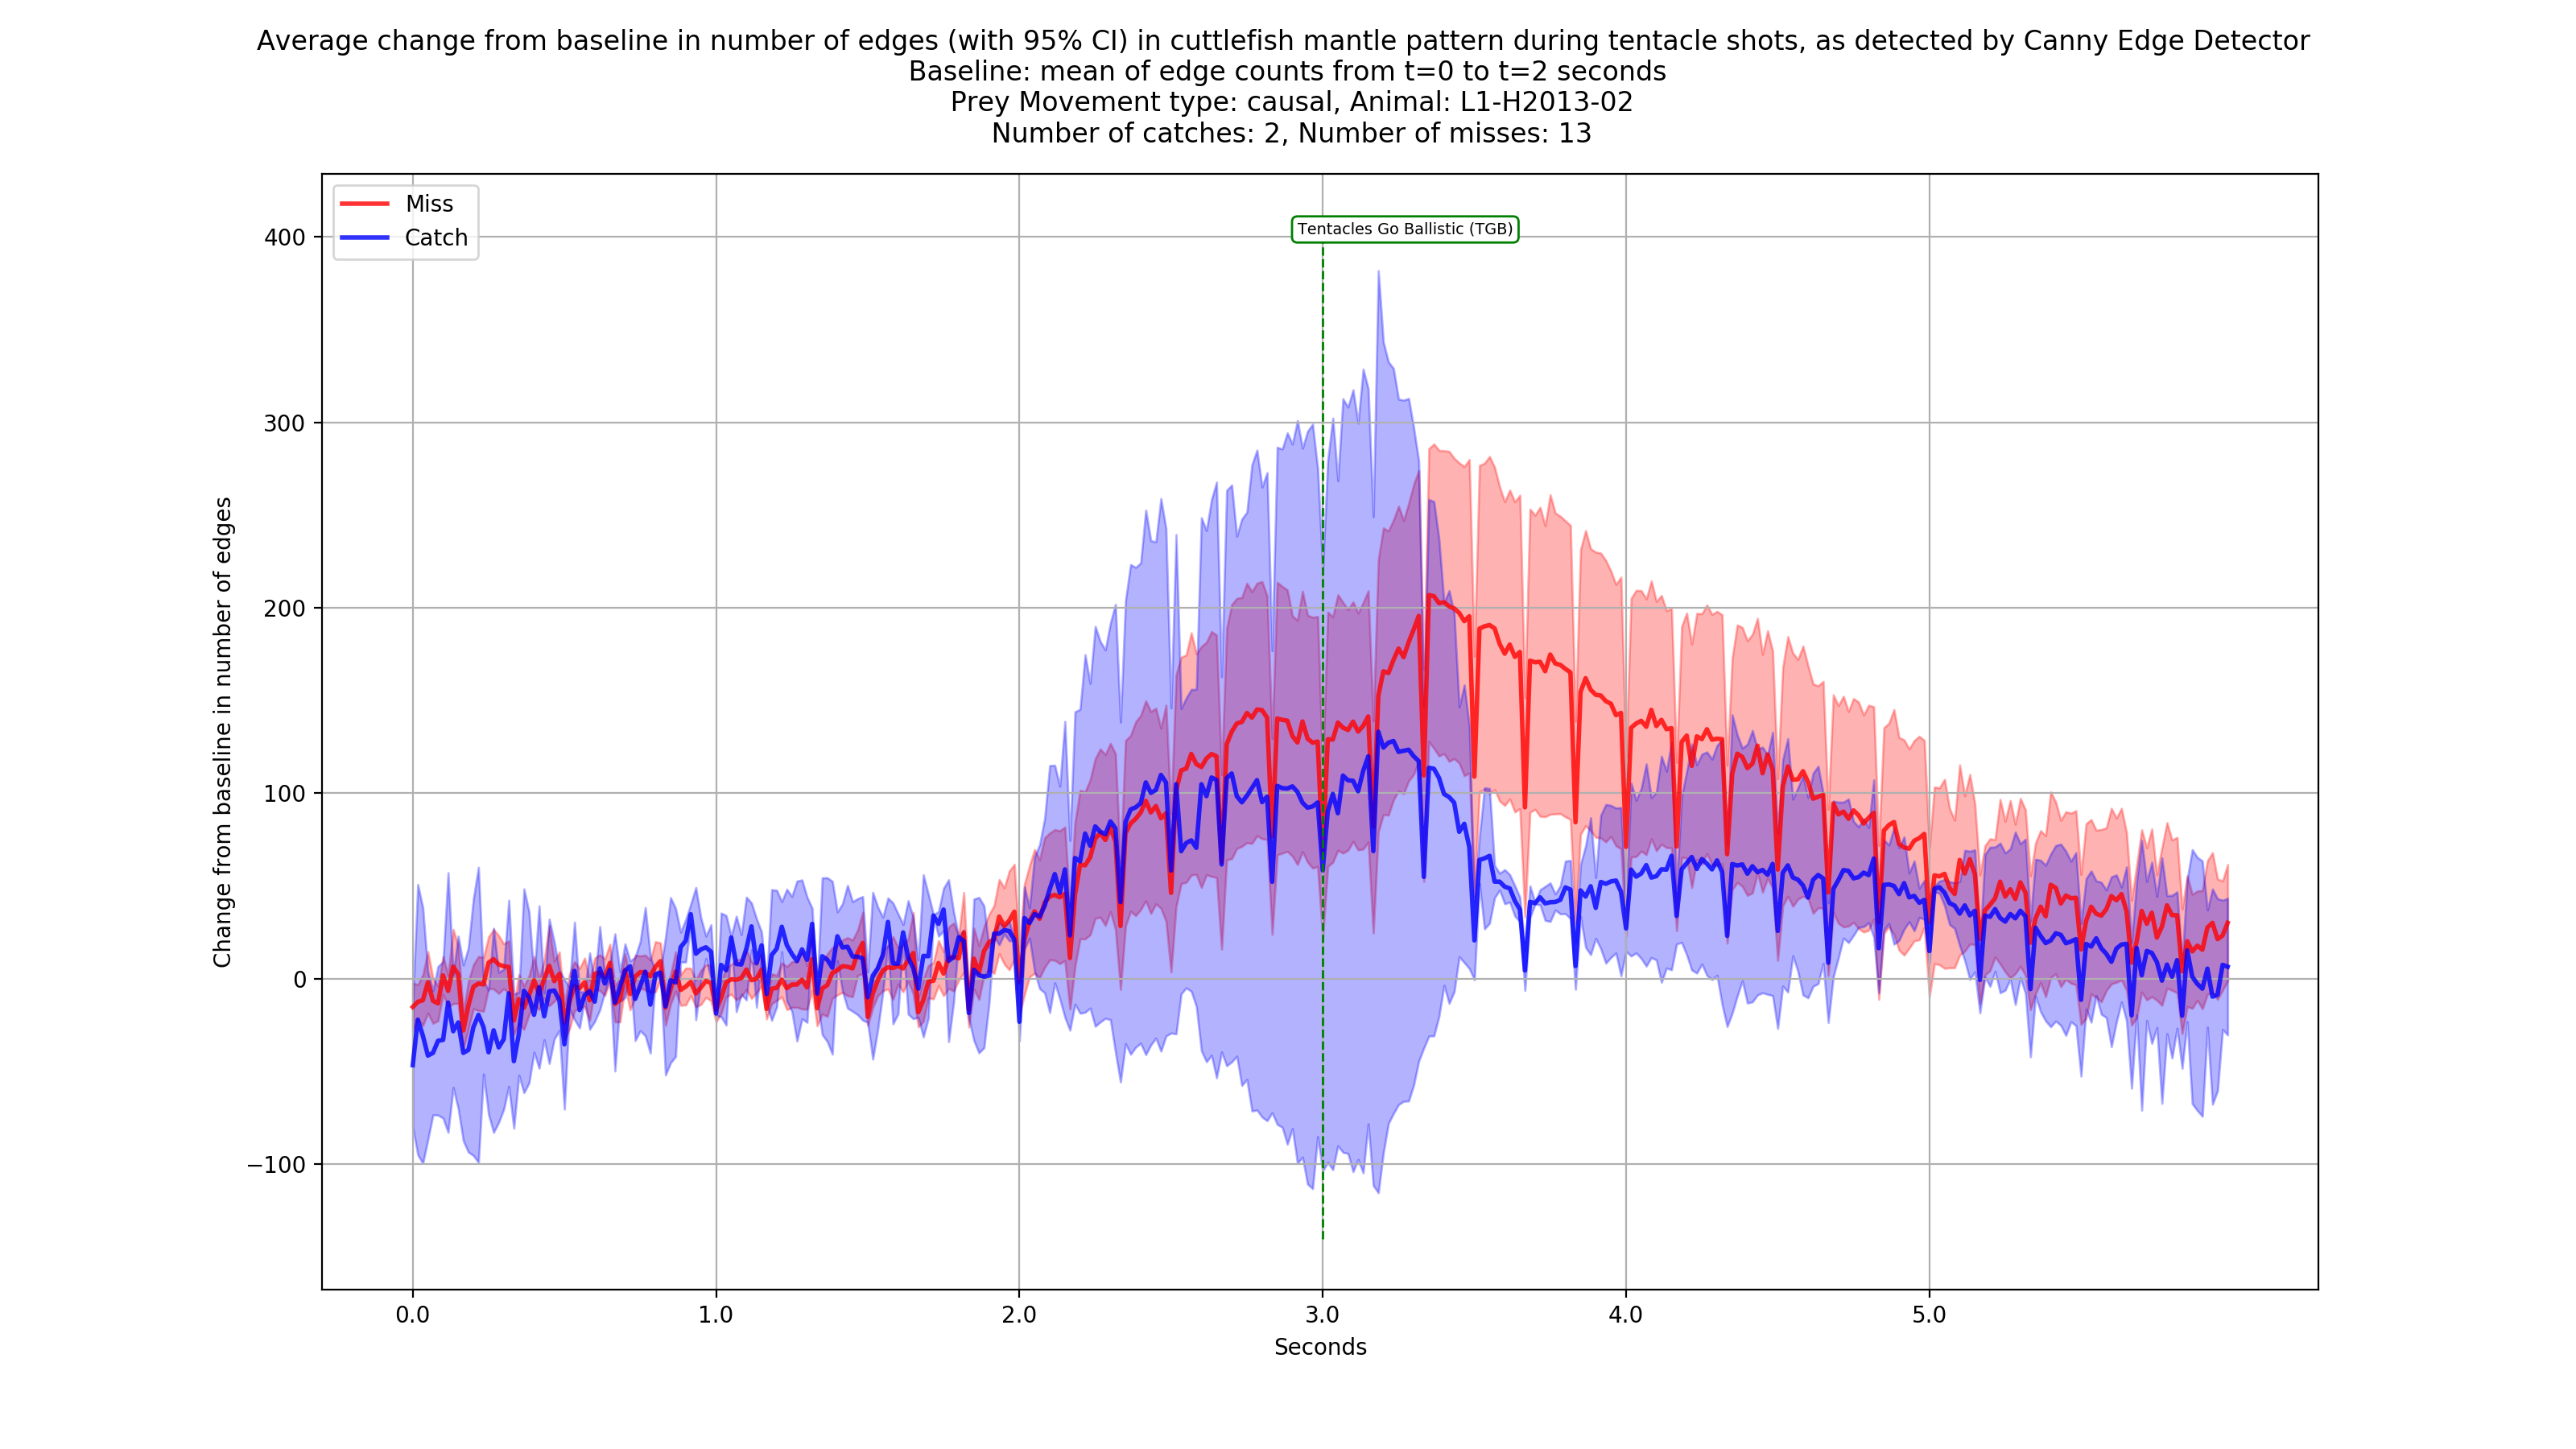 Average change from baseline in number of edges (with 95% CI) in cuttlefish mantle pattern during tentacle shots, as detected by Canny Edge Detector
Baseline: mean of edge counts from t=0 to t=2 seconds
Prey Movement type: causal, Animal: L1-H2013-02
Number of catches: 2, Number of misses: 13
Miss
Catch
Tentacles Go Ballistic (TGB)
400
300
200
100
0
−100
Change from baseline in number of edges
0.0 1.0 2.0 3.0 4.0 5.0
Seconds